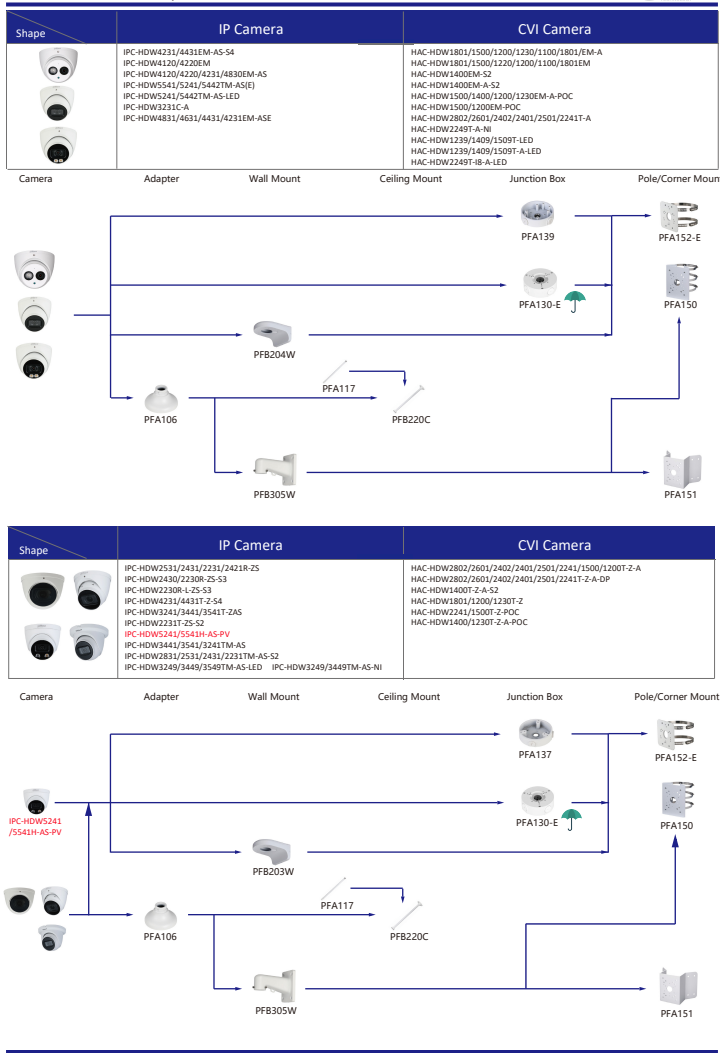 Shape
IP Camera
CVI Camera
IPC-HDW4231/4431EM-AS-S4
IPC-HDW4120/4220EM
IPC-HDW4120/4220/4231/4830EM-AS
IPC-HDW5541/5241/5442TM-AS(E)
IPC-HDW5241/5442TM-AS-LED
IPC-HDW3231C-A
IPC-HDW4831/4631/4431/4231EM-ASE
HAC-HDW1801/1500/1200/1230/1100/1801/EM-A
HAC-HDW1801/1500/1220/1200/1100/1801EM
HAC-HDW1400EM-S2
HAC-HDW1400EM-A-S2
HAC-HDW1500/1400/1200/1230EM-A-POC
HAC-HDW1500/1200EM-POC
HAC-HDW2802/2601/2402/2401/2501/2241T-A
HAC-HDW2249T-A-NI
HAC-HDW1239/1409/1509T-LED
HAC-HDW1239/1409/1509T-A-LED
HAC-HDW2249T-I8-A-LED
Camera Adapter Wall Mount Ceiling Mount Junction Box Pole/Corner Mount
PFA139
PFA152-E
PFA130-E
PFA150
PFB204W
PFA117
PFA106
PFB220C
PFB305W
PFA151
Shape
IP Camera
CVI Camera
IPC-HDW2531/2431/2231/2421R-ZS
IPC-HDW2430/2230R-ZS-S3
IPC-HDW2230R-L-ZS-S3
IPC-HDW4231/4431T-Z-S4
IPC-HDW3241/3441/3541T-ZAS
IPC-HDW2231T-ZS-S2
IPC-HDW5241/5541H-AS-PV
IPC-HDW3441/3541/3241TM-AS
IPC-HDW2831/2531/2431/2231TM-AS-S2
IPC-HDW3249/3449/3549TM-AS-LED IPC-HDW3249/3449TM-AS-NI
HAC-HDW2802/2601/2402/2401/2501/2241/1500/1200T-Z-A
HAC-HDW2802/2601/2402/2401/2501/2241T-Z-A-DP
HAC-HDW1400T-Z-A-S2
HAC-HDW1801/1200/1230T-Z
HAC-HDW2241/1500T-Z-POC
HAC-HDW1400/1230T-Z-A-POC
Camera Adapter Wall Mount Ceiling Mount Junction Box Pole/Corner Mount
PFA137
PFA152-E
IPC-HDW5241
/5541H-AS-PV
PFA130-E
PFA150
PFB203W
PFA117
PFA106
PFB220C
PFB305W
PFA151